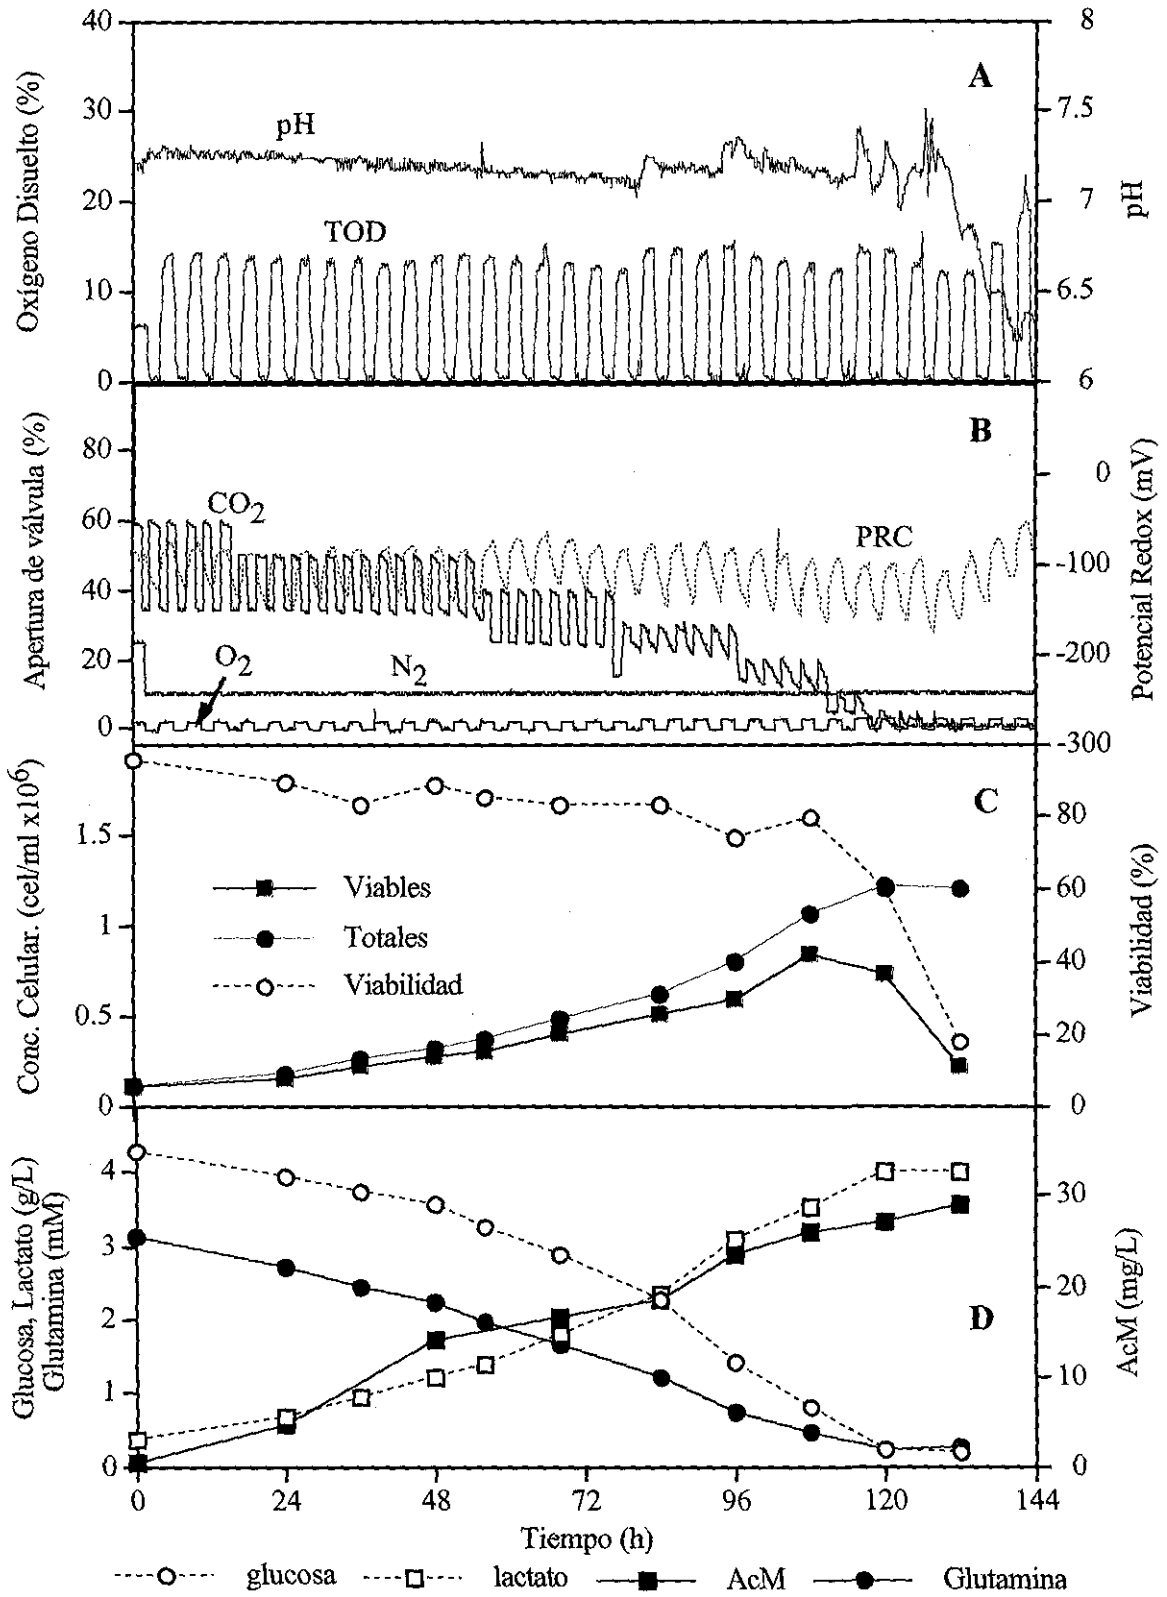 40
30
20
10
0
Oxígeno Disuelto (%)
A
pH
TOD
8
7.5
7
6.5
6
pH
80
60
40
20
0
Apertura de válvula (%)
B
CO2
PRC
O2
N2
0
-100
-200
-300
Potencial Redox (mV)
1.5
1
0.5
0
Conc. Celular. (cel/ml x10⁶)
C
Viables
Totales
Viabilidad
80
60
40
20
0
Viabilidad (%)
4
3
2
1
0
Glucosa, Lactato (g/L)
Glutamina (mM)
D
30
20
10
0
AcM (mg/L)
0 24 48 72 96 120 144
Tiempo (h)
glucosa lactato AcM Glutamina